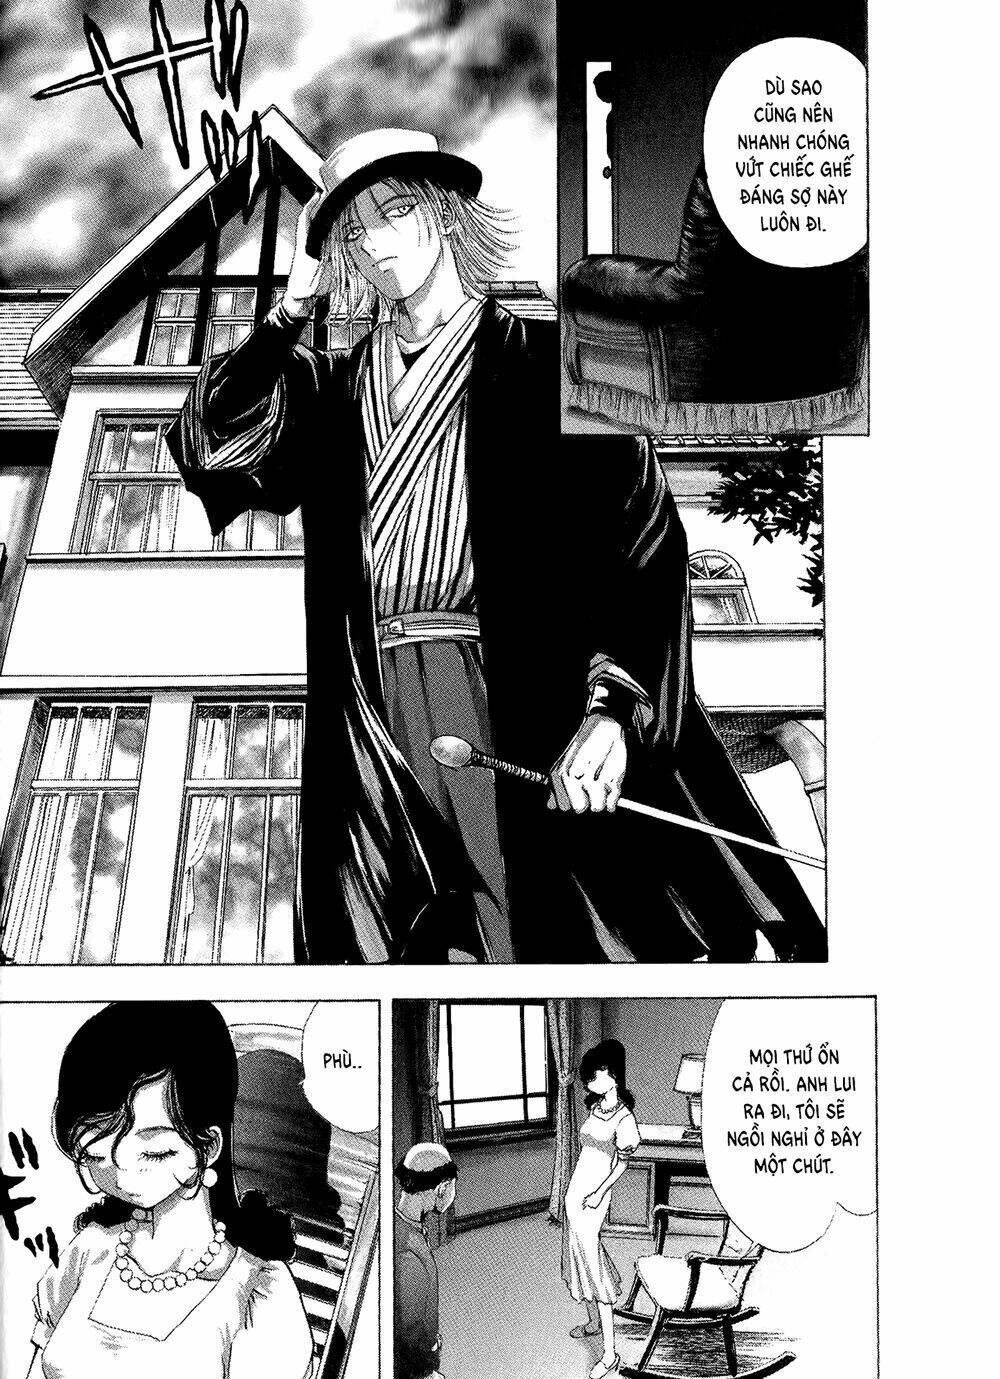 DÙ SAO
CŨNG NÊN
NHANH CHÓNG
VỨT CHIẾC GHẾ
ĐÁNG SỢ NÀY
LUÔN ĐI.
MỌI THỨ ỔN
CẢ RỒI. ANH LUI
RA ĐI, TÔI SẼ
NGỒI NGHỈ Ở ĐÂY
MỘT CHÚT.
PHÙ..